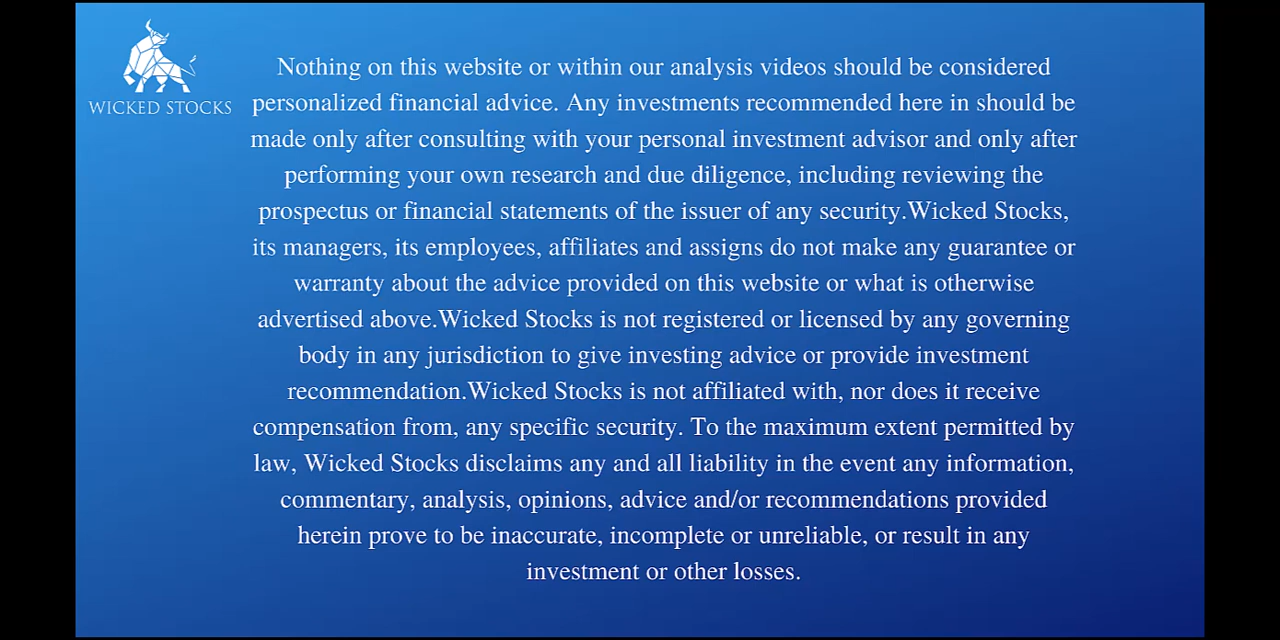 WICKED STOCKS
Nothing on this website or within our analysis videos should be considered
personalized financial advice. Any investments recommended here in should be
made only after consulting with your personal investment advisor and only after
performing your own research and due diligence, including reviewing the
prospectus or financial statements of the issuer of any security.Wicked Stocks,
its managers, its employees, affiliates and assigns do not make any guarantee or
warranty about the advice provided on this website or what is otherwise
advertised above.Wicked Stocks is not registered or licensed by any governing
body in any jurisdiction to give investing advice or provide investment
recommendation.Wicked Stocks is not affiliated with, nor does it receive
compensation from, any specific security. To the maximum extent permitted by
law, Wicked Stocks disclaims any and all liability in the event any information,
commentary, analysis, opinions, advice and/or recommendations provided
herein prove to be inaccurate, incomplete or unreliable, or result in any
investment or other losses.